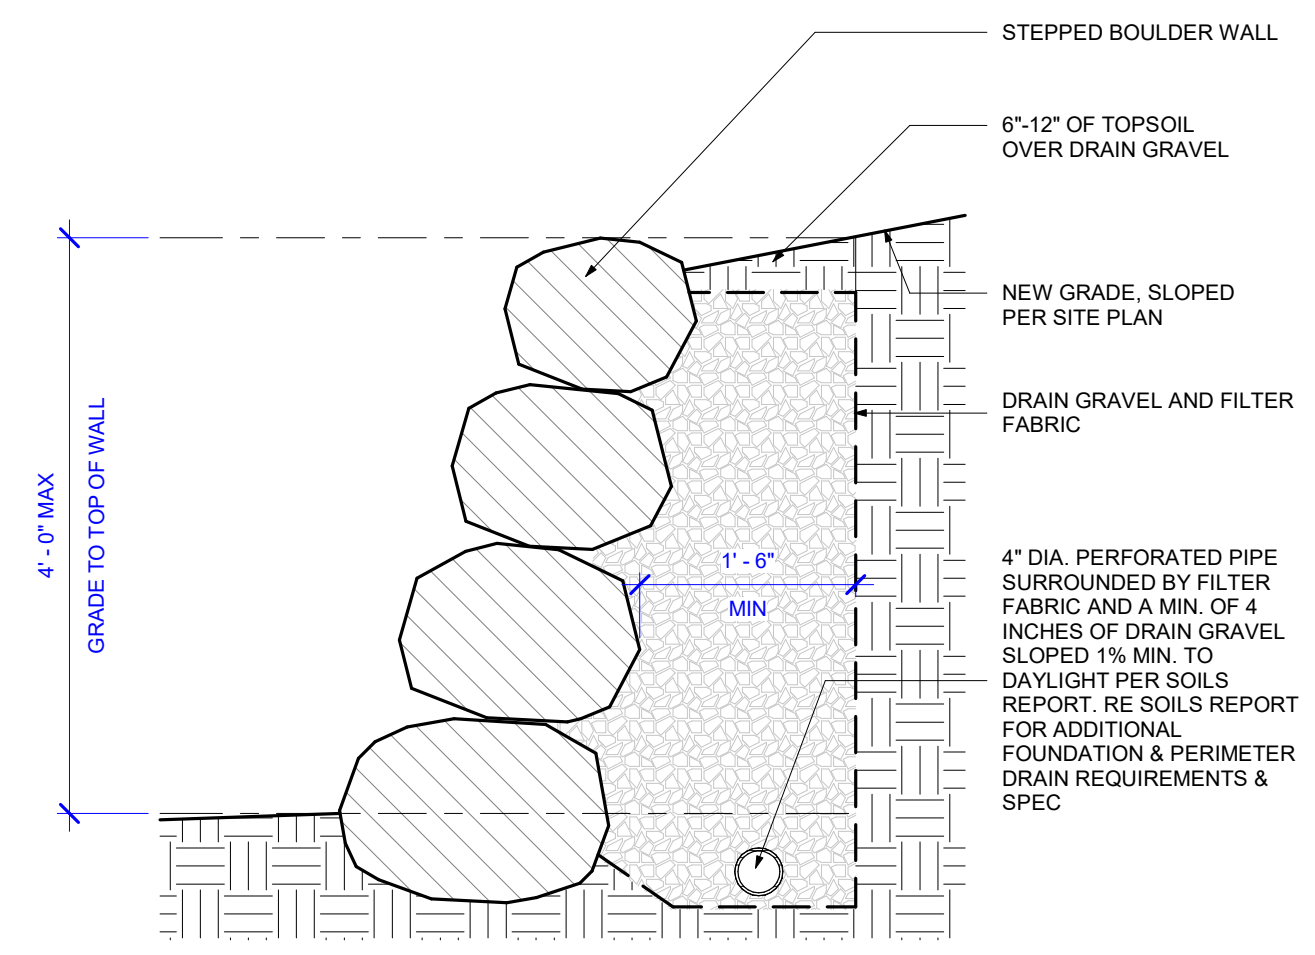 STEPPED BOULDER WALL
6"-12" OF TOPSOIL
OVER DRAIN GRAVEL
NEW GRADE, SLOPED
PER SITE PLAN
DRAIN GRAVEL AND FILTER
FABRIC
4" DIA. PERFORATED PIPE
SURROUNDED BY FILTER
FABRIC AND A MIN. OF 4
INCHES OF DRAIN GRAVEL
SLOPED 1% MIN. TO
DAYLIGHT PER SOILS
REPORT. RE SOILS REPORT
FOR ADDITIONAL
FOUNDATION & PERIMETER
DRAIN REQUIREMENTS &
SPEC
4' - 0" MAX
GRADE TO TOP OF WALL
1' - 6"
MIN